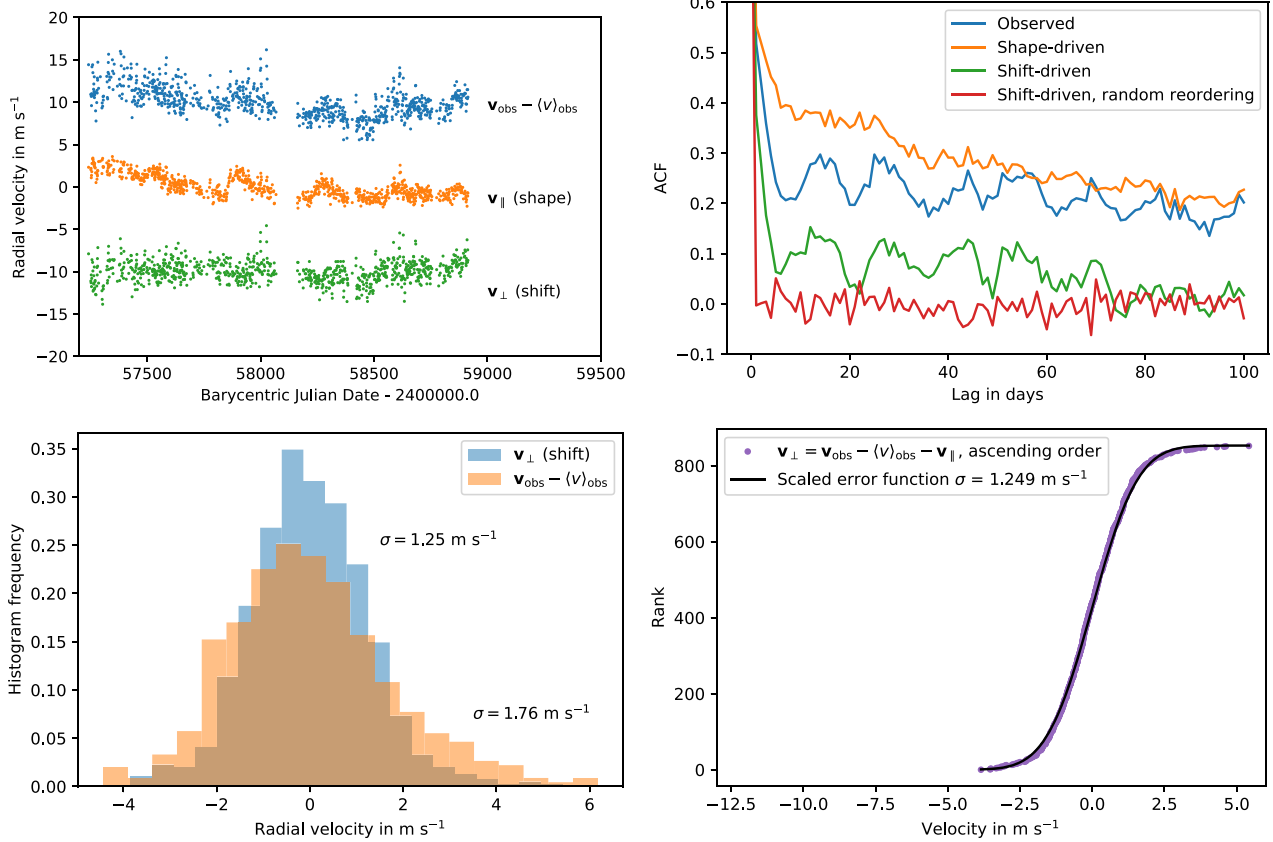 20
15
10
5
0
−5
−10
−15
−20
Radial velocity in m s⁻¹
v_obs − ⟨v⟩_obs
v_∥ (shape)
v_⊥ (shift)
57500 58000 58500 59000 59500
Barycentric Julian Date - 2400000.0
0.6
0.5
0.4
0.3
0.2
0.1
0.0
−0.1
ACF
Observed
Shape-driven
Shift-driven
Shift-driven, random reordering
0 20 40 60 80 100
Lag in days
0.35
0.30
0.25
0.20
0.15
0.10
0.05
0.00
Histogram frequency
v_⊥ (shift)
v_obs − ⟨v⟩_obs
σ = 1.25 m s⁻¹
σ = 1.76 m s⁻¹
−4 −2 0 2 4 6
Radial velocity in m s⁻¹
800
600
400
200
0
Rank
v_⊥ = v_obs − ⟨v⟩_obs − v_∥, ascending order
Scaled error function σ = 1.249 m s⁻¹
−12.5 −10.0 −7.5 −5.0 −2.5 0.0 2.5 5.0
Velocity in m s⁻¹